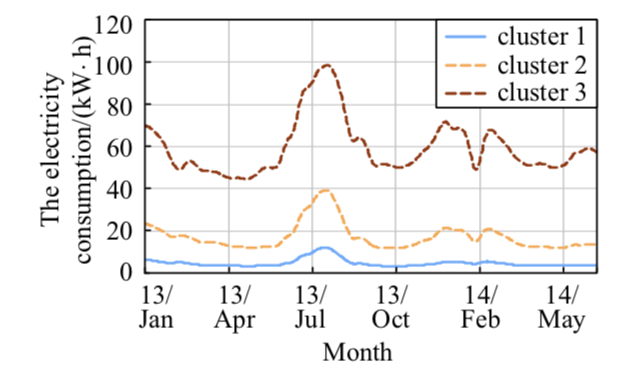 120
100
80
60
40
20
0
The electricity
consumption/(kW·h)
cluster 1
cluster 2
cluster 3
13/ 13/ 13/ 13/ 14/ 14/
Jan Apr Jul Oct Feb May
Month